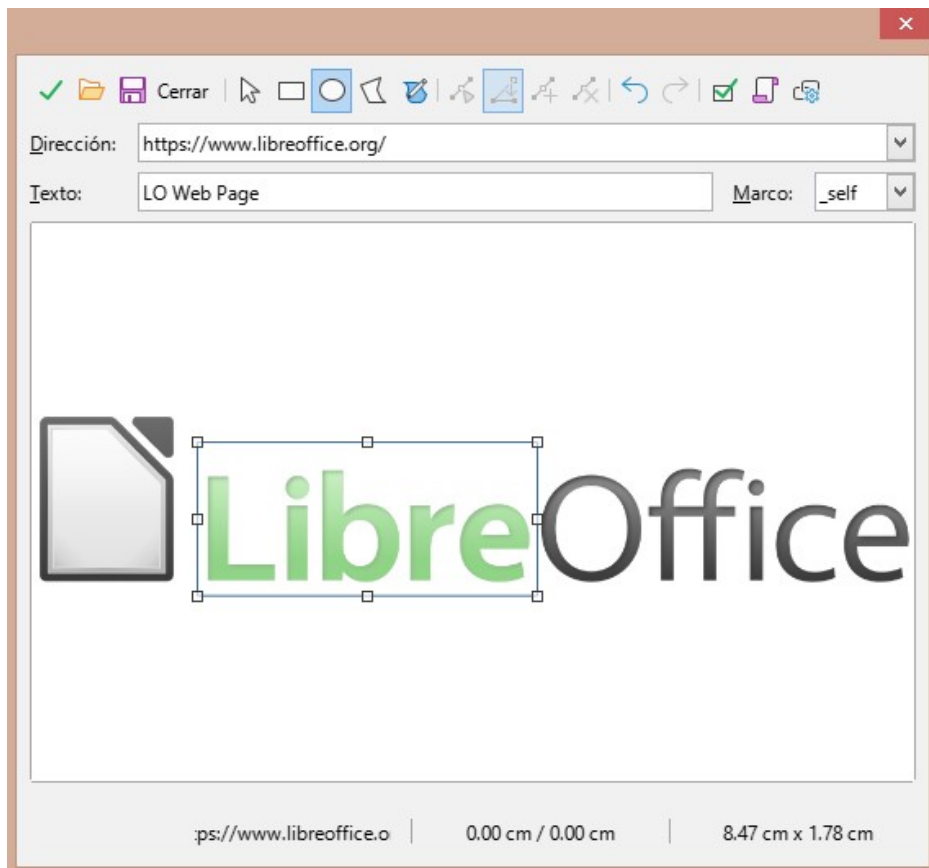 Cerrar
Dirección: https://www.libreoffice.org/
Texto: LO Web Page Marco: _self
LibreOffice
:ps://www.libreoffice.o 0.00 cm / 0.00 cm 8.47 cm x 1.78 cm